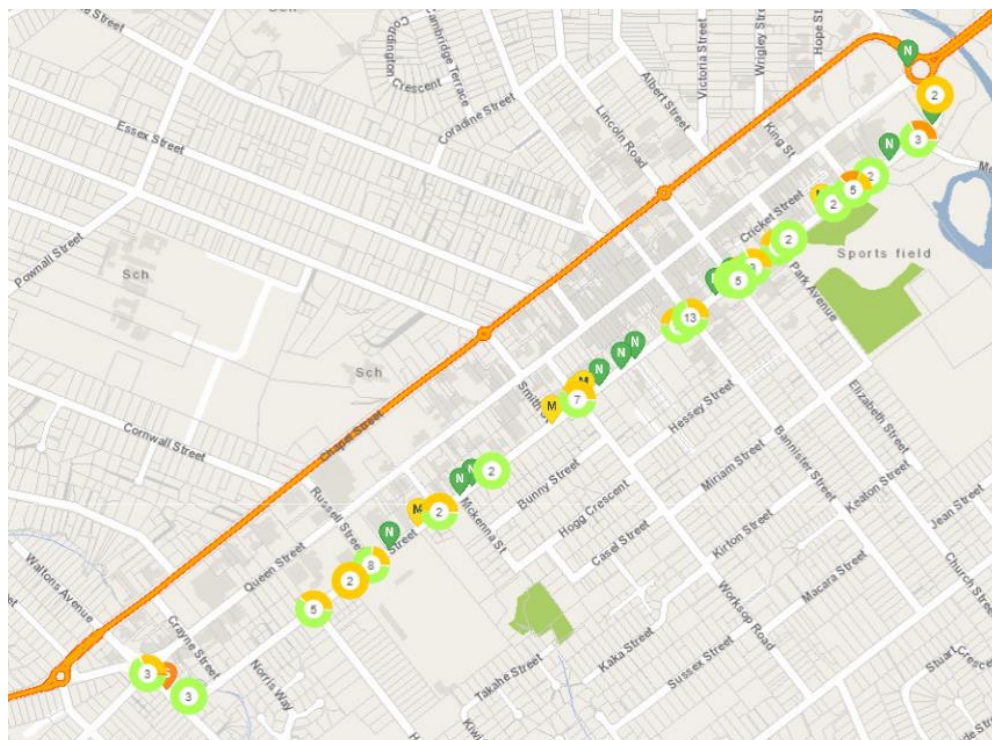 Sch
Coddington
Crescent
Cambridge Terrace
Coradine Street
Albert Street
Victoria Street
Wrigley Street
Hope St
N
2
3
N
Essex Street
Lincoln Road
King St
2
5
2
Cricket Street
2
Sports field
Park Avenue
Pownall Street
Sch
5
13
N
N
N
Sch
M
M
7
Smith St
Hessey Street
Elizabeth Street
Chapel Street
Cornwall Street
2
N
N
Bunny Street
Miriam Street
Bannister Street
Keaton Street
Jean Street
Russell Street
M
2
Mckenna St
Hogg Crescent
Casel Street
Kirton Street
N
Street
Queen Street
8
2
5
Waltons Avenue
Crayne Street
Norris Way
3
3
Worksop Road
Macara Street
Church Street
Takahe Street
Kaka Street
Sussex Street